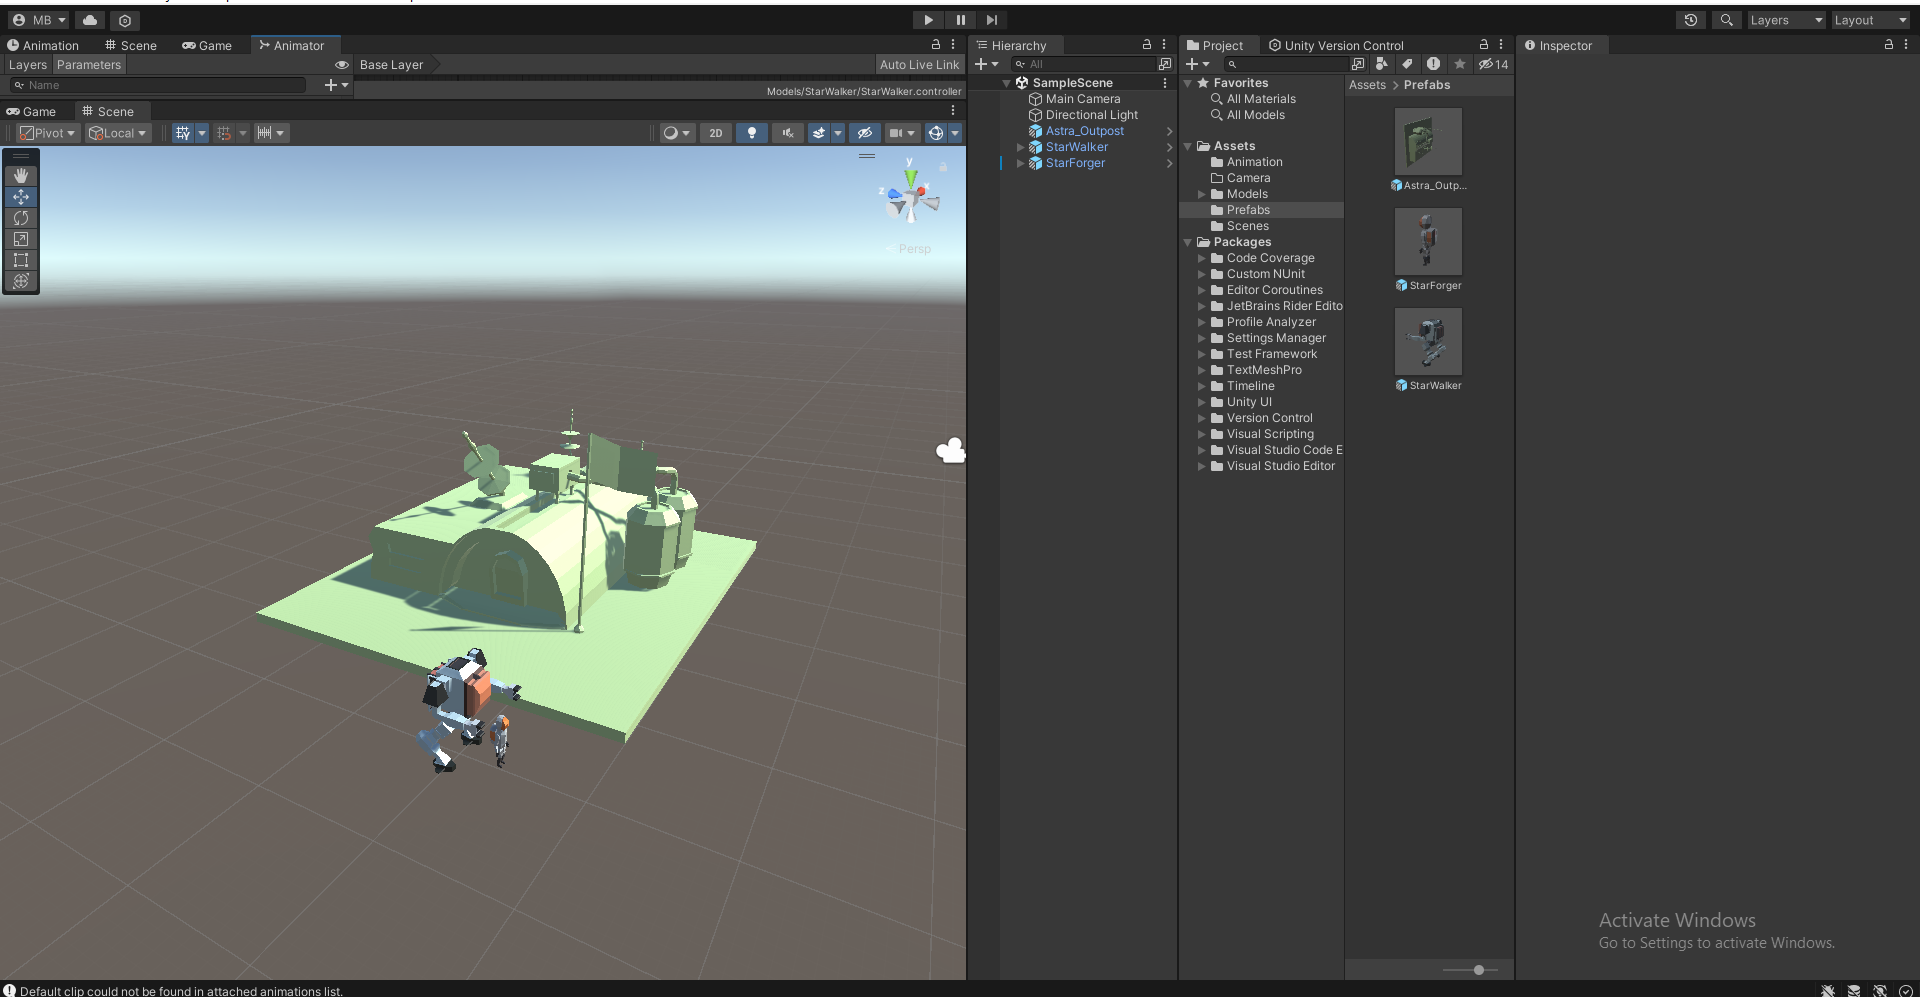 MB
Layers
Layout
Animation
Scene
Game
Animator
Layers
Parameters
Base Layer
Auto Live Link
Name
Models/StarWalker/StarWalker.controller
Game
Scene
Pivot
Local
2D
y
x
z
Persp
Hierarchy
All
SampleScene
Main Camera
Directional Light
Astra_Outpost
StarWalker
StarForger
Project
Unity Version Control
14
Favorites
All Materials
All Models
Assets
Animation
Camera
Models
Prefabs
Scenes
Packages
Code Coverage
Custom NUnit
Editor Coroutines
JetBrains Rider Edito
Profile Analyzer
Settings Manager
Test Framework
TextMeshPro
Timeline
Unity UI
Version Control
Visual Scripting
Visual Studio Code E
Visual Studio Editor
Assets > Prefabs
Astra_Outp...
StarForger
StarWalker
Inspector
Activate Windows
Go to Settings to activate Windows.
Default clip could not be found in attached animations list.